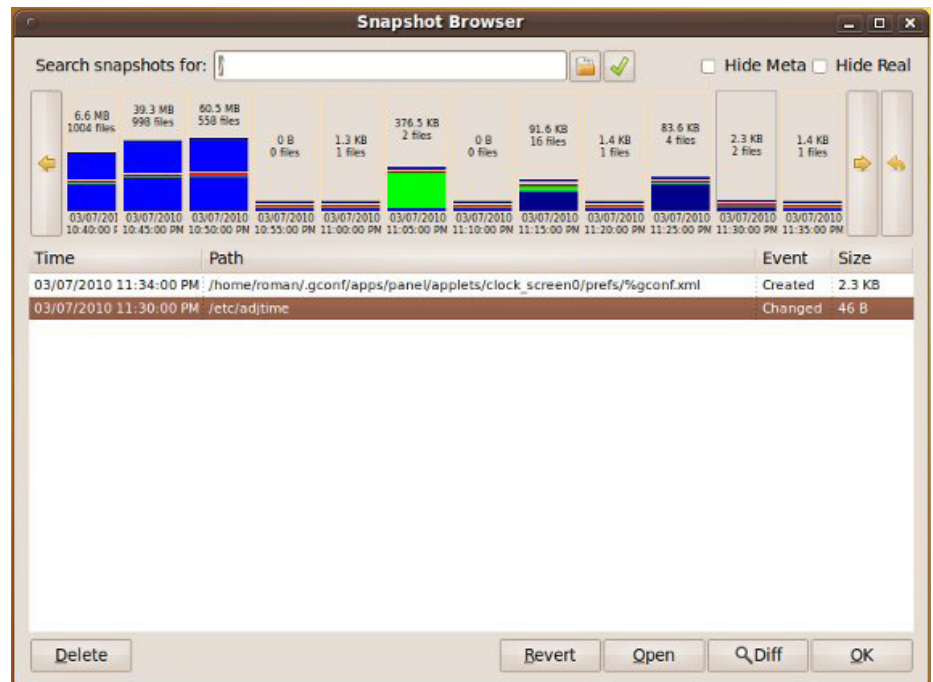 Snapshot Browser
Search snapshots for: /
Hide Meta
Hide Real
6.6 MB
1004 files
39.3 MB
998 files
60.5 MB
558 files
0 B
0 files
1.3 KB
1 files
376.5 KB
2 files
0 B
0 files
91.6 KB
16 files
1.4 KB
1 files
83.6 KB
4 files
2.3 KB
2 files
1.4 KB
1 files
03/07/201 03/07/2010 03/07/2010 03/07/2010 03/07/2010 03/07/2010 03/07/2010 03/07/2010 03/07/2010 03/07/2010 03/07/2010 03/07/2010
10:40:00 P 10:45:00 PM 10:50:00 PM 10:55:00 PM 11:00:00 PM 11:05:00 PM 11:10:00 PM 11:15:00 PM 11:20:00 PM 11:25:00 PM 11:30:00 PM 11:35:00 PM
Time Path Event Size
03/07/2010 11:34:00 PM /home/roman/.gconf/apps/panel/applets/clock_screen0/prefs/%gconf.xml Created 2.3 KB
03/07/2010 11:30:00 PM /etc/adjtime Changed 46 B
Delete Revert Open Diff OK